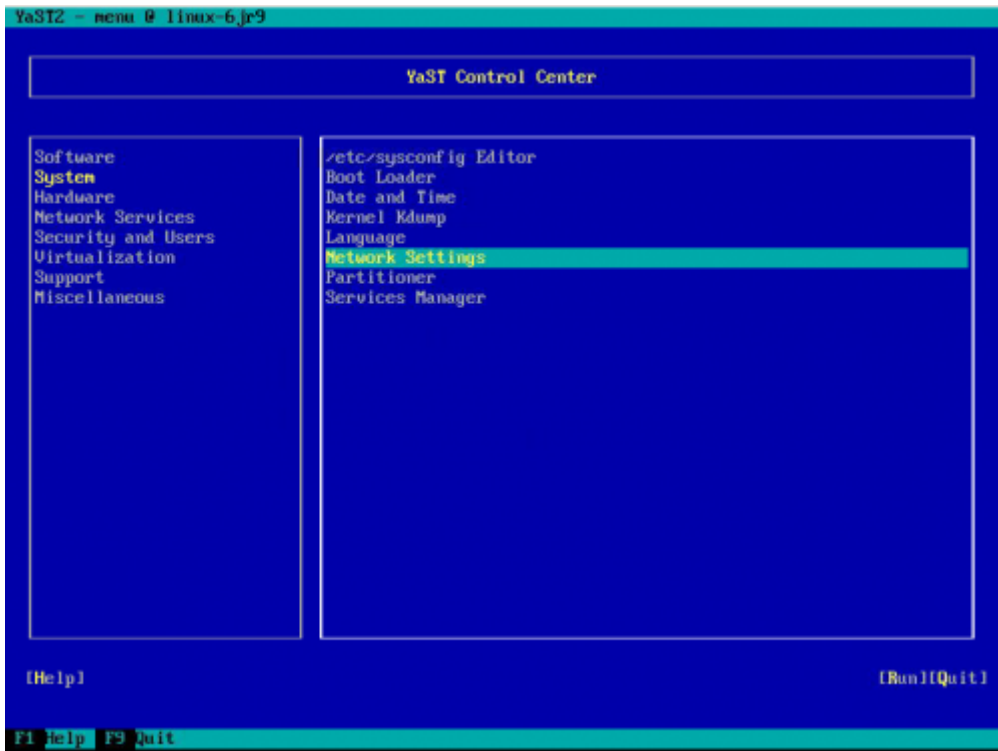 YaST2 - menu @ linux-6jr9
YaST Control Center
Software
System
Hardware
Network Services
Security and Users
Virtualization
Support
Miscellaneous
/etc/sysconfig Editor
Boot Loader
Date and Time
Kernel Kdump
Language
Network Settings
Partitioner
Services Manager
[Help] [Run][Quit]
F1 Help F9 Quit